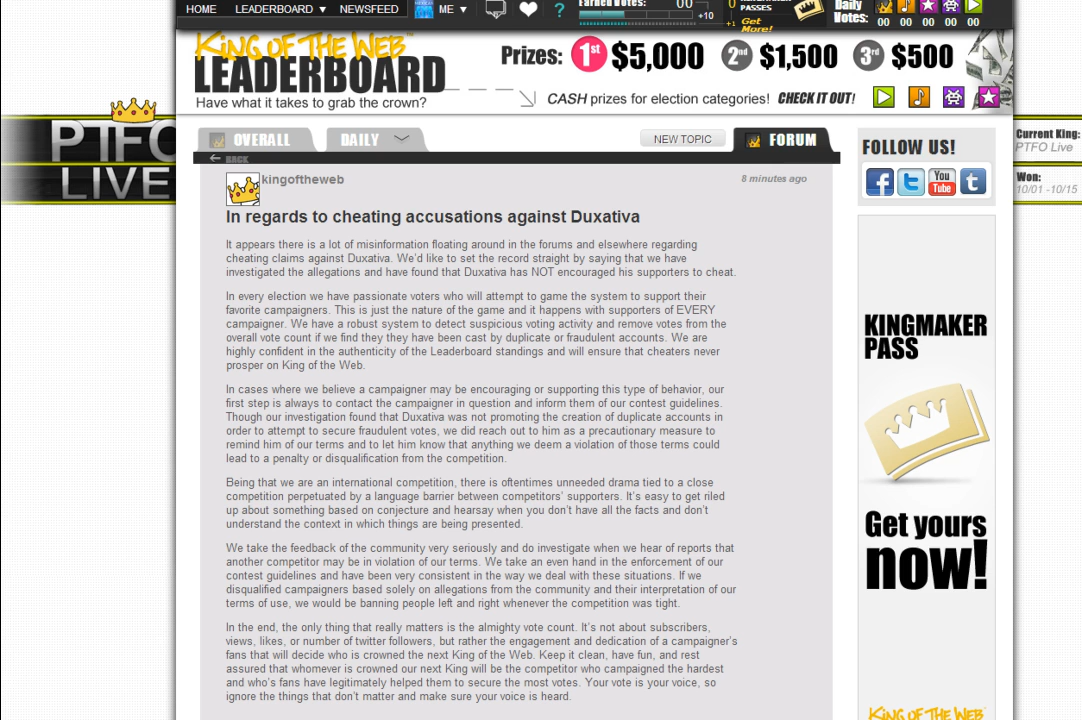 HOME LEADERBOARD NEWSFEED ME ? Earned Votes: 00 +10 0 +1 KINGMAKER PASSES Get More! Daily Votes: 00 00 00 00 00
KING OF THE WEB™
LEADERBOARD
Have what it takes to grab the crown?
Prizes: 1st $5,000 2nd $1,500 3rd $500
CASH prizes for election categories! CHECK IT OUT!
PTFO
LIVE
Current King:
PTFO Live
Won:
10/01 -10/15
OVERALL DAILY NEW TOPIC FORUM
BACK
kingoftheweb 8 minutes ago
In regards to cheating accusations against Duxativa
It appears there is a lot of misinformation floating around in the forums and elsewhere regarding
cheating claims against Duxativa. We'd like to set the record straight by saying that we have
investigated the allegations and have found that Duxativa has NOT encouraged his supporters to cheat.
In every election we have passionate voters who will attempt to game the system to support their
favorite campaigners. This is just the nature of the game and it happens with supporters of EVERY
campaigner. We have a robust system to detect suspicious voting activity and remove votes from the
overall vote count if we find they they have been cast by duplicate or fraudulent accounts. We are
highly confident in the authenticity of the Leaderboard standings and will ensure that cheaters never
prosper on King of the Web.
In cases where we believe a campaigner may be encouraging or supporting this type of behavior, our
first step is always to contact the campaigner in question and inform them of our contest guidelines.
Though our investigation found that Duxativa was not promoting the creation of duplicate accounts in
order to attempt to secure fraudulent votes, we did reach out to him as a precautionary measure to
remind him of our terms and to let him know that anything we deem a violation of those terms could
lead to a penalty or disqualification from the competition.
Being that we are an international competition, there is oftentimes unneeded drama tied to a close
competition perpetuated by a language barrier between competitors' supporters. It's easy to get riled
up about something based on conjecture and hearsay when you don't have all the facts and don't
understand the context in which things are being presented.
We take the feedback of the community very seriously and do investigate when we hear of reports that
another competitor may be in violation of our terms. We take an even hand in the enforcement of our
contest guidelines and have been very consistent in the way we deal with these situations. If we
disqualified campaigners based solely on allegations from the community and their interpretation of our
terms of use, we would be banning people left and right whenever the competition was tight.
In the end, the only thing that really matters is the almighty vote count. It's not about subscribers,
views, likes, or number of twitter followers, but rather the engagement and dedication of a campaigner's
fans that will decide who is crowned the next King of the Web. Keep it clean, have fun, and rest
assured that whomever is crowned our next King will be the competitor who campaigned the hardest
and who's fans have legitimately helped them to secure the most votes. Your vote is your voice, so
ignore the things that don't matter and make sure your voice is heard.
FOLLOW US!
f t You Tube t
KINGMAKER
PASS
Get yours
now!
KING OF THE WEB